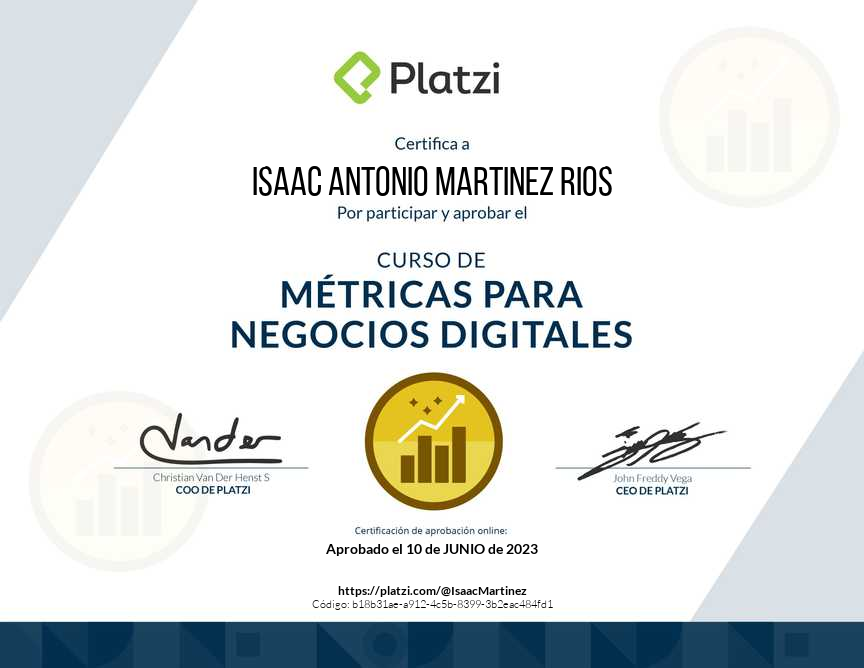 Platzi
Certifica a
ISAAC ANTONIO MARTINEZ RIOS
Por participar y aprobar el
CURSO DE
MÉTRICAS PARA
NEGOCIOS DIGITALES
Christian Van Der Henst S
COO DE PLATZI
John Freddy Vega
CEO DE PLATZI
Certificación de aprobación online:
Aprobado el 10 de JUNIO de 2023
https://platzi.com/@IsaacMartinez
Código: b18b31ae-a912-4c5b-8399-3b2eac484fd1